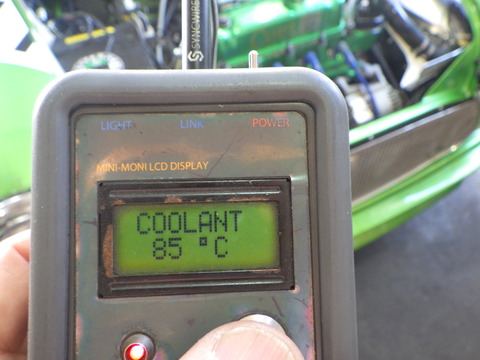 SYNCWIRE
LIGHT LINK POWER
MINI-MONI LCD DISPLAY
COOLANT
85 °C